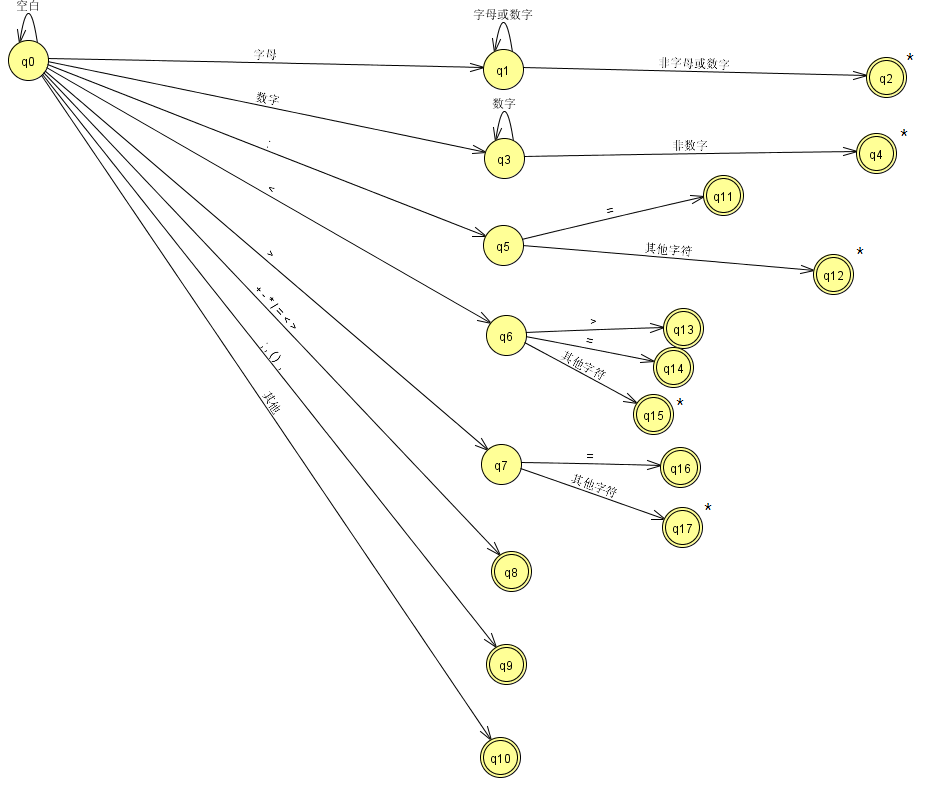 空白
q0
字母
字母或数字
q1
非字母或数字
q2
*
数字
数字
q3
非数字
q4
*
:
q5
=
q11
其他字符
q12
*
<
q6
>
q13
=
q14
其他字符
q15
*
>
q7
=
q16
其他字符
q17
*
+ - * / = < >
q8
q9
其他
q10